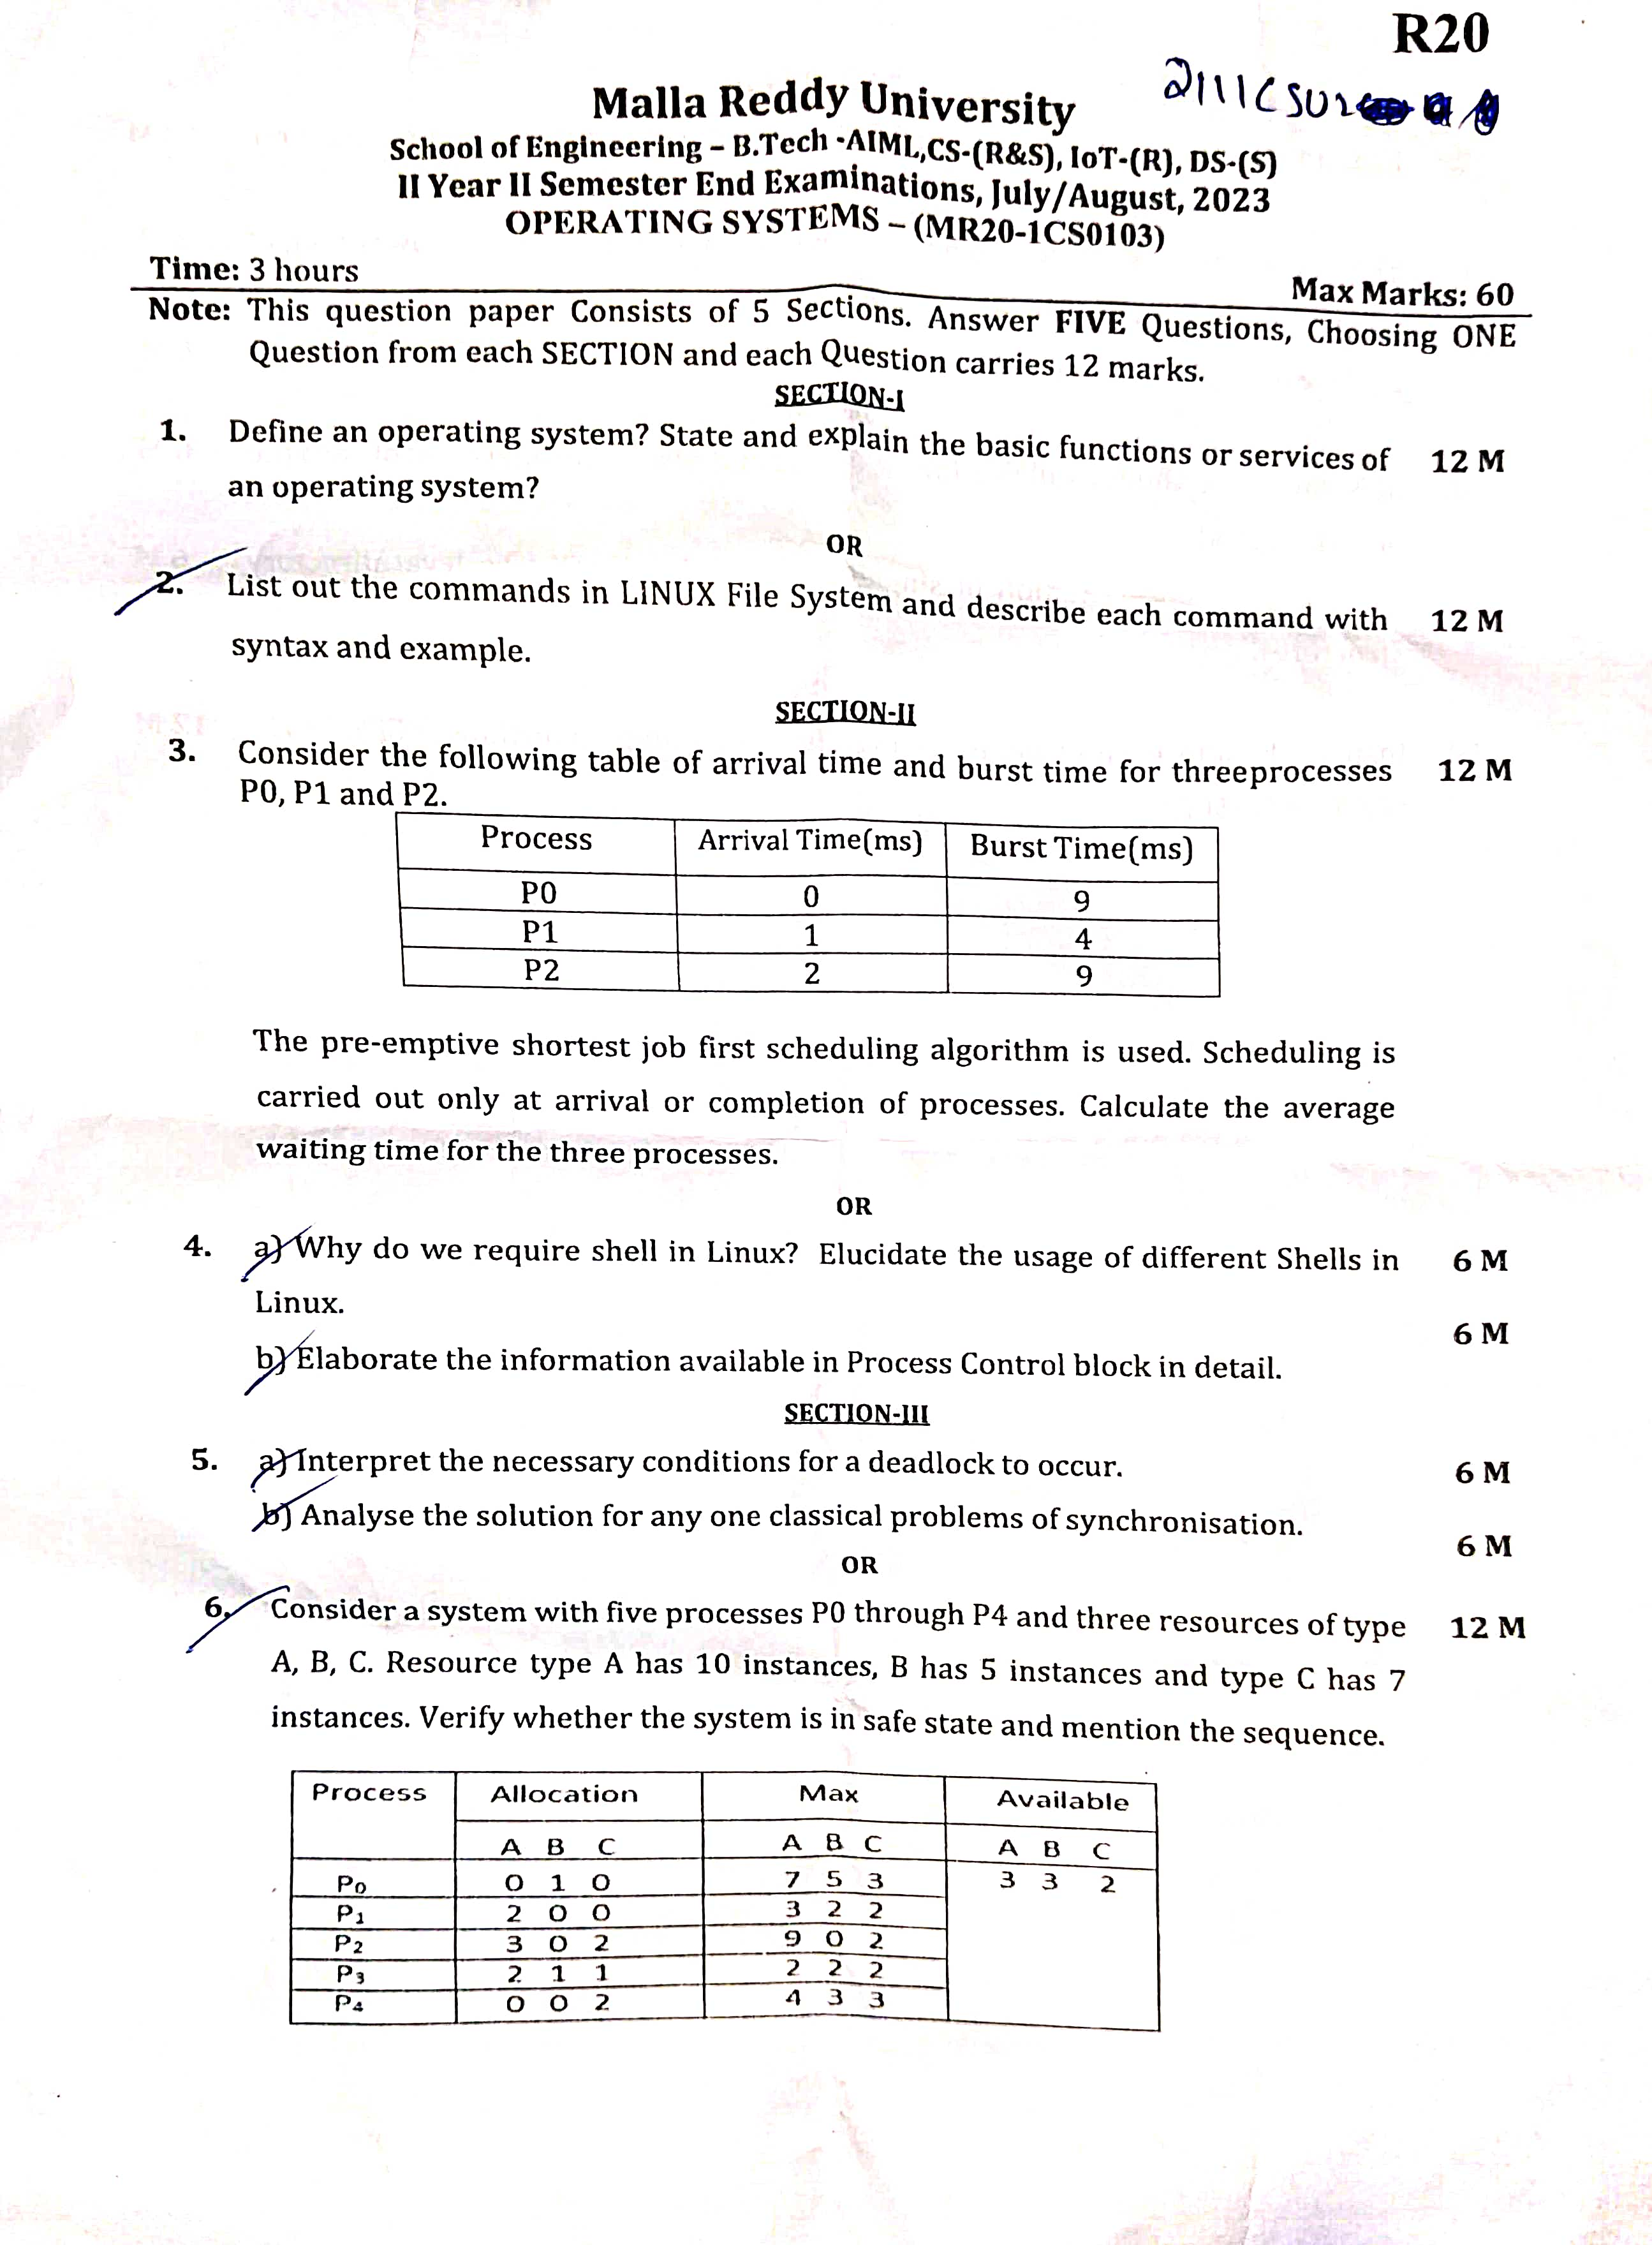 R20
2111CSU2
Malla Reddy University
School of Engineering – B.Tech -AIML,CS-(R&S), IoT-(R), DS-(S)
II Year II Semester End Examinations, July/August, 2023
OPERATING SYSTEMS – (MR20-1CS0103)
Time: 3 hours Max Marks: 60
Note: This question paper Consists of 5 Sections. Answer FIVE Questions, Choosing ONE
Question from each SECTION and each Question carries 12 marks.
SECTION-I
1. Define an operating system? State and explain the basic functions or services of 12 M
an operating system?
OR
2. List out the commands in LINUX File System and describe each command with 12 M
syntax and example.
SECTION-II
3. Consider the following table of arrival time and burst time for threeprocesses 12 M
P0, P1 and P2.
Process Arrival Time(ms) Burst Time(ms)
P0 0 9
P1 1 4
P2 2 9
The pre-emptive shortest job first scheduling algorithm is used. Scheduling is
carried out only at arrival or completion of processes. Calculate the average
waiting time for the three processes.
OR
4. a) Why do we require shell in Linux? Elucidate the usage of different Shells in 6 M
Linux.
6 M
b) Elaborate the information available in Process Control block in detail.
SECTION-III
5. a) Interpret the necessary conditions for a deadlock to occur. 6 M
b) Analyse the solution for any one classical problems of synchronisation.
6 M
OR
6. Consider a system with five processes P0 through P4 and three resources of type 12 M
A, B, C. Resource type A has 10 instances, B has 5 instances and type C has 7
instances. Verify whether the system is in safe state and mention the sequence.
Process Allocation Max Available
A B C A B C A B C
P0 0 1 0 7 5 3 3 3 2
P1 2 0 0 3 2 2
P2 3 0 2 9 0 2
P3 2 1 1 2 2 2
P4 0 0 2 4 3 3